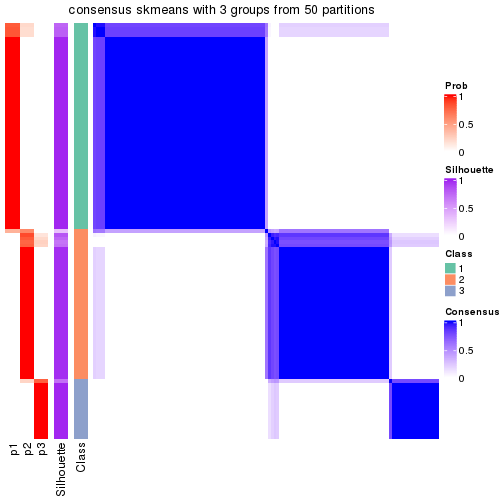 consensus skmeans with 3 groups from 50 partitions
Prob
1
0.5
0
Silhouette
1
0.5
0
Class
1
2
3
Consensus
1
0.5
0
p1
p2
p3
Silhouette
Class